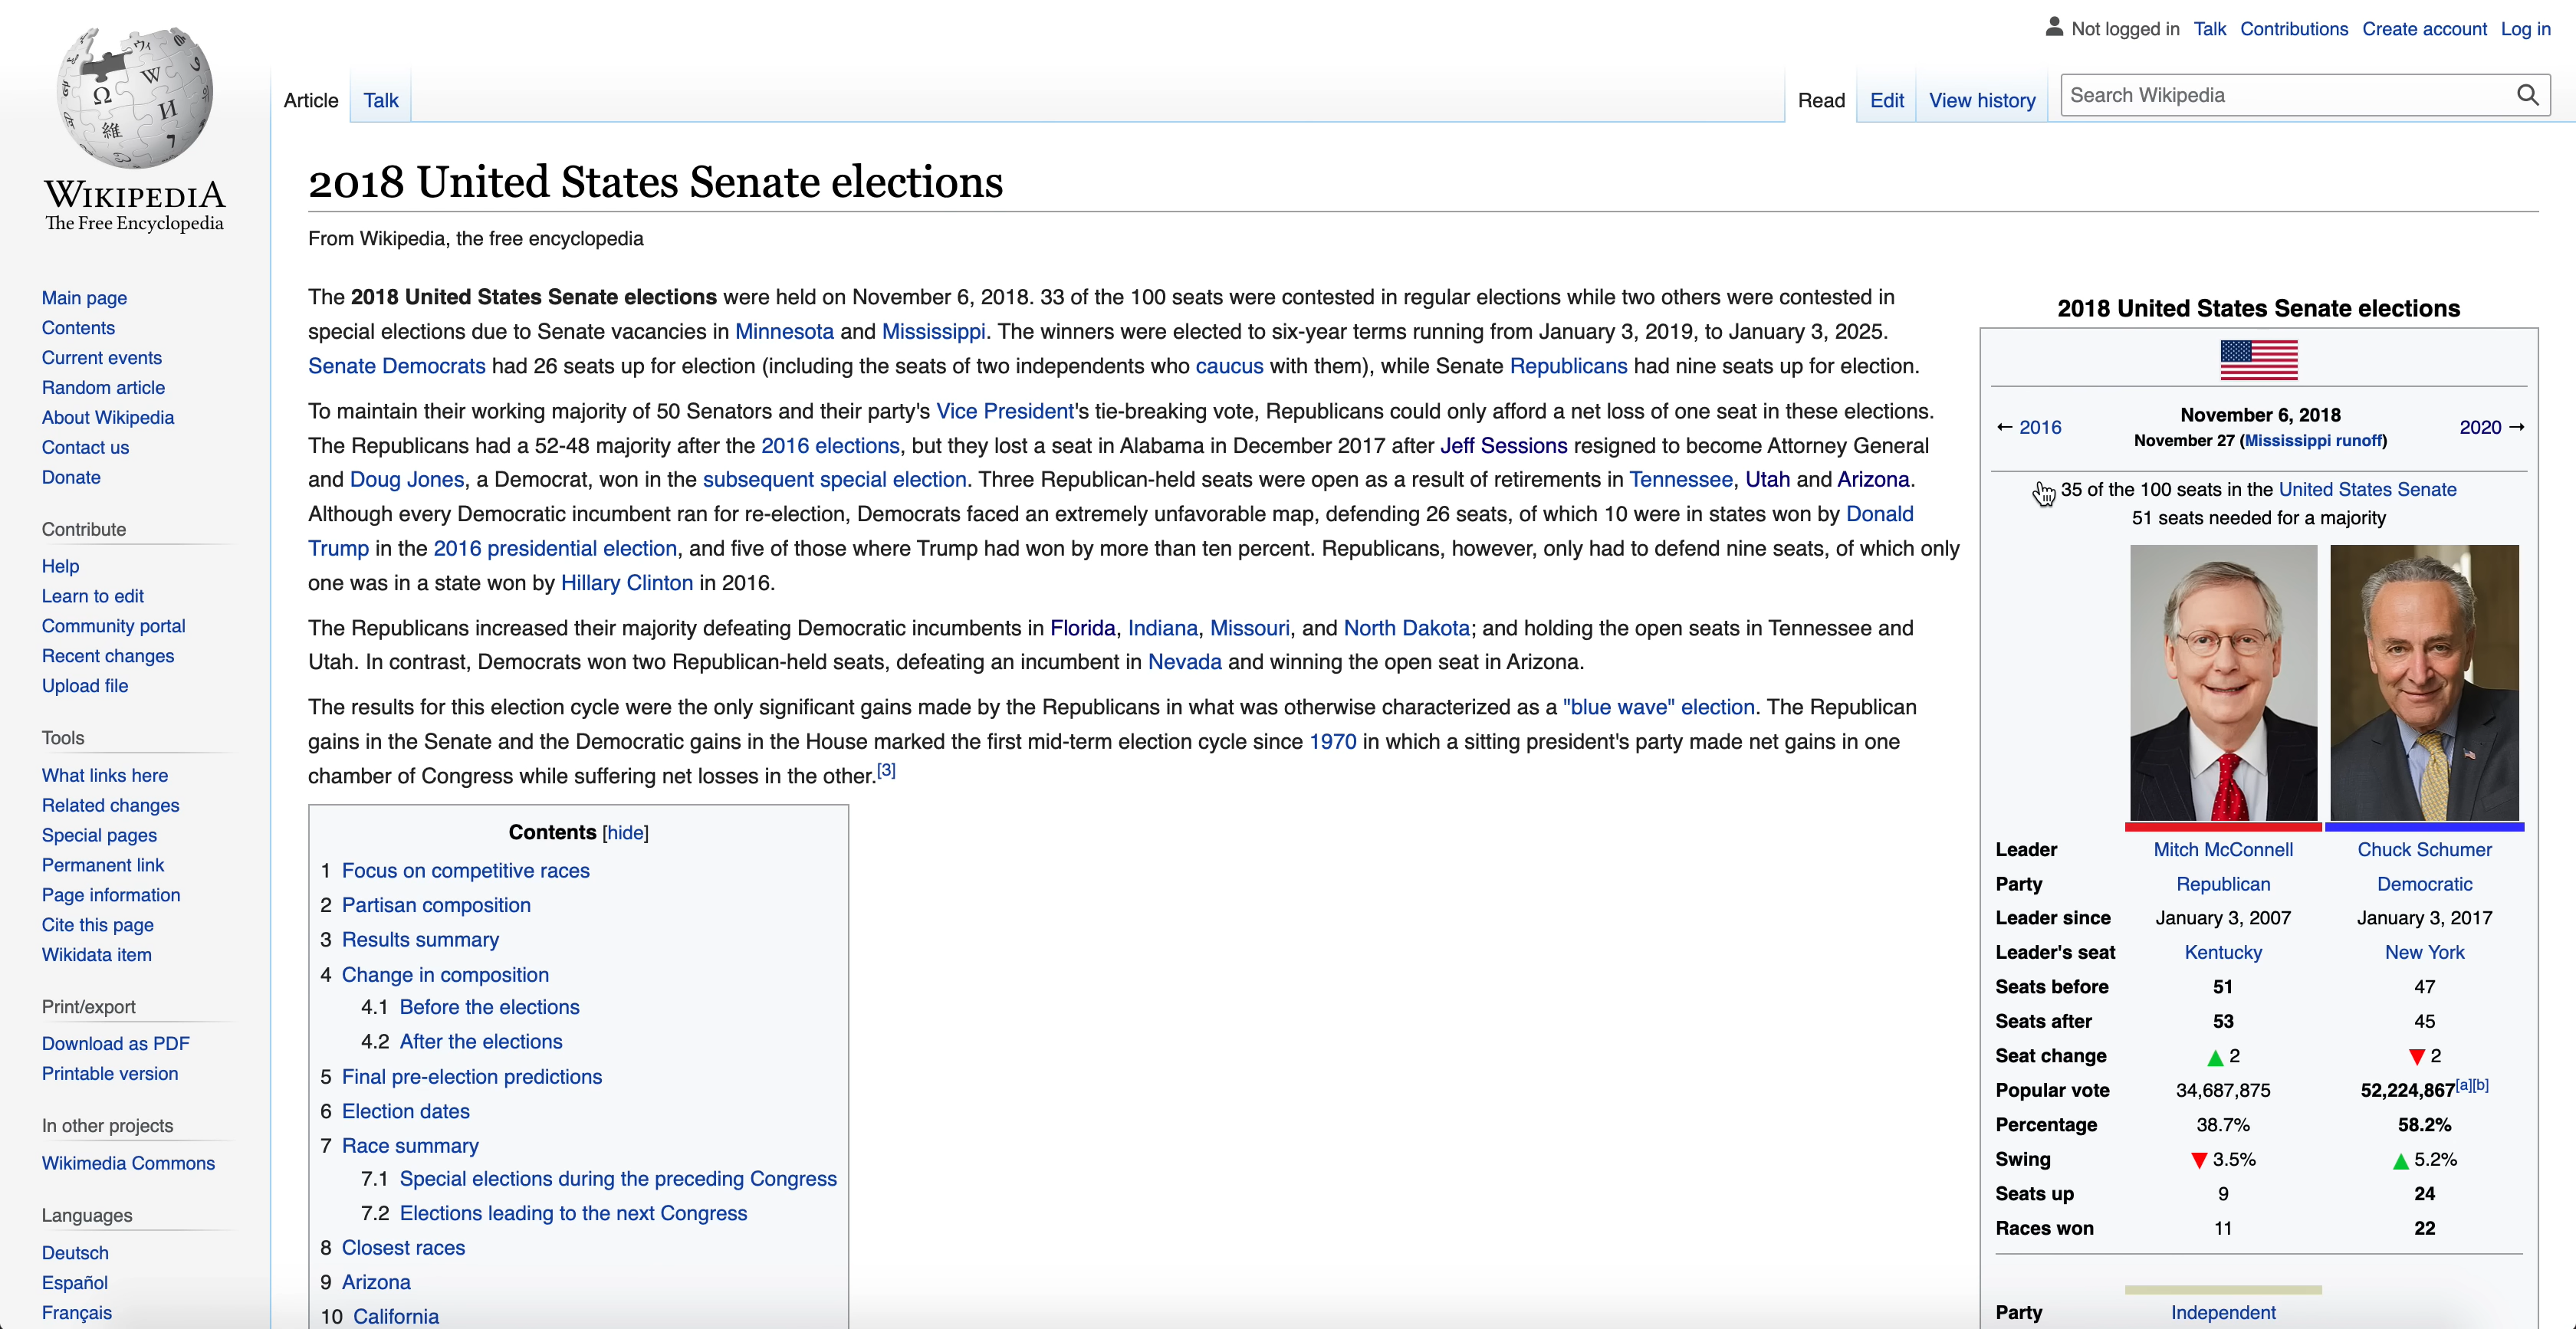 Not logged in Talk Contributions Create account Log in
Article Talk Read Edit View history Search Wikipedia
WIKIPEDIA
The Free Encyclopedia
Main page
Contents
Current events
Random article
About Wikipedia
Contact us
Donate
Contribute
Help
Learn to edit
Community portal
Recent changes
Upload file
Tools
What links here
Related changes
Special pages
Permanent link
Page information
Cite this page
Wikidata item
Print/export
Download as PDF
Printable version
In other projects
Wikimedia Commons
Languages
Deutsch
Español
Français
2018 United States Senate elections
From Wikipedia, the free encyclopedia
The 2018 United States Senate elections were held on November 6, 2018. 33 of the 100 seats were contested in regular elections while two others were contested in
special elections due to Senate vacancies in Minnesota and Mississippi. The winners were elected to six-year terms running from January 3, 2019, to January 3, 2025.
Senate Democrats had 26 seats up for election (including the seats of two independents who caucus with them), while Senate Republicans had nine seats up for election.
To maintain their working majority of 50 Senators and their party's Vice President's tie-breaking vote, Republicans could only afford a net loss of one seat in these elections.
The Republicans had a 52-48 majority after the 2016 elections, but they lost a seat in Alabama in December 2017 after Jeff Sessions resigned to become Attorney General
and Doug Jones, a Democrat, won in the subsequent special election. Three Republican-held seats were open as a result of retirements in Tennessee, Utah and Arizona.
Although every Democratic incumbent ran for re-election, Democrats faced an extremely unfavorable map, defending 26 seats, of which 10 were in states won by Donald
Trump in the 2016 presidential election, and five of those where Trump had won by more than ten percent. Republicans, however, only had to defend nine seats, of which only
one was in a state won by Hillary Clinton in 2016.
The Republicans increased their majority defeating Democratic incumbents in Florida, Indiana, Missouri, and North Dakota; and holding the open seats in Tennessee and
Utah. In contrast, Democrats won two Republican-held seats, defeating an incumbent in Nevada and winning the open seat in Arizona.
The results for this election cycle were the only significant gains made by the Republicans in what was otherwise characterized as a "blue wave" election. The Republican
gains in the Senate and the Democratic gains in the House marked the first mid-term election cycle since 1970 in which a sitting president's party made net gains in one
chamber of Congress while suffering net losses in the other.[3]
Contents [hide]
1 Focus on competitive races
2 Partisan composition
3 Results summary
4 Change in composition
4.1 Before the elections
4.2 After the elections
5 Final pre-election predictions
6 Election dates
7 Race summary
7.1 Special elections during the preceding Congress
7.2 Elections leading to the next Congress
8 Closest races
9 Arizona
10 California
2018 United States Senate elections
← 2016 November 6, 2018 2020 →
November 27 (Mississippi runoff)
35 of the 100 seats in the United States Senate
51 seats needed for a majority
Leader Mitch McConnell Chuck Schumer
Party Republican Democratic
Leader since January 3, 2007 January 3, 2017
Leader's seat Kentucky New York
Seats before 51 47
Seats after 53 45
Seat change ▲ 2 ▼ 2
Popular vote 34,687,875 52,224,867[a][b]
Percentage 38.7% 58.2%
Swing ▼ 3.5% ▲ 5.2%
Seats up 9 24
Races won 11 22
Party Independent